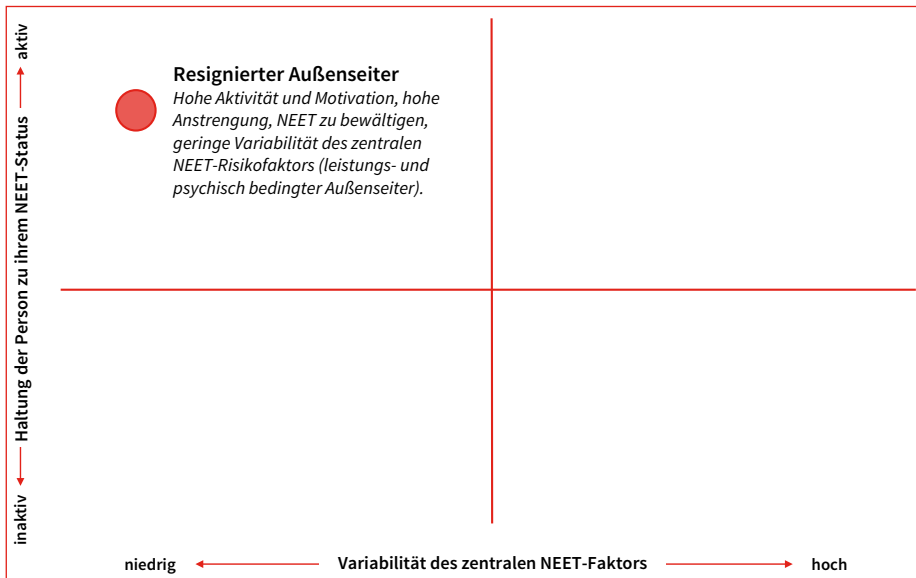 Resignierter Außenseiter
Hohe Aktivität und Motivation, hohe
Anstrengung, NEET zu bewältigen,
geringe Variabilität des zentralen
NEET-Risikofaktors (leistungs- und
psychisch bedingter Außenseiter).
aktiv
Haltung der Person zu ihrem NEET-Status
inaktiv
niedrig
Variabilität des zentralen NEET-Faktors
hoch